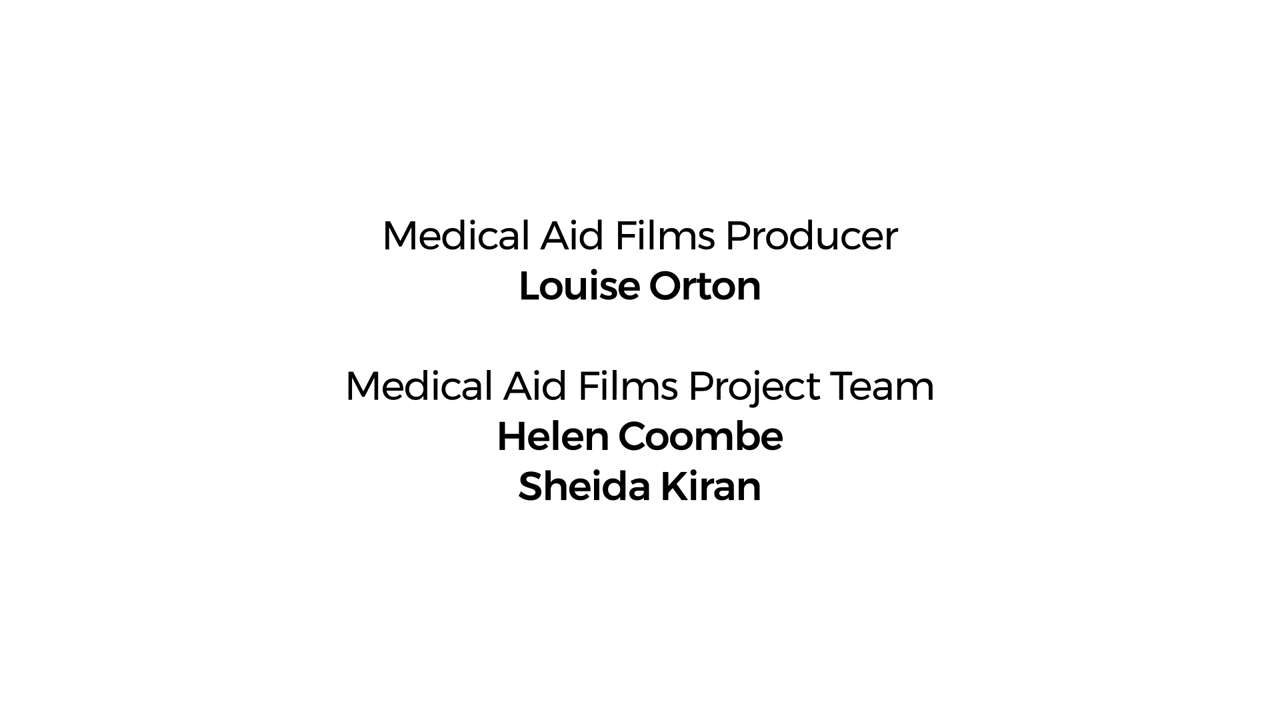 Medical Aid Films Producer
Louise Orton
Medical Aid Films Project Team
Helen Coombe
Sheida Kiran